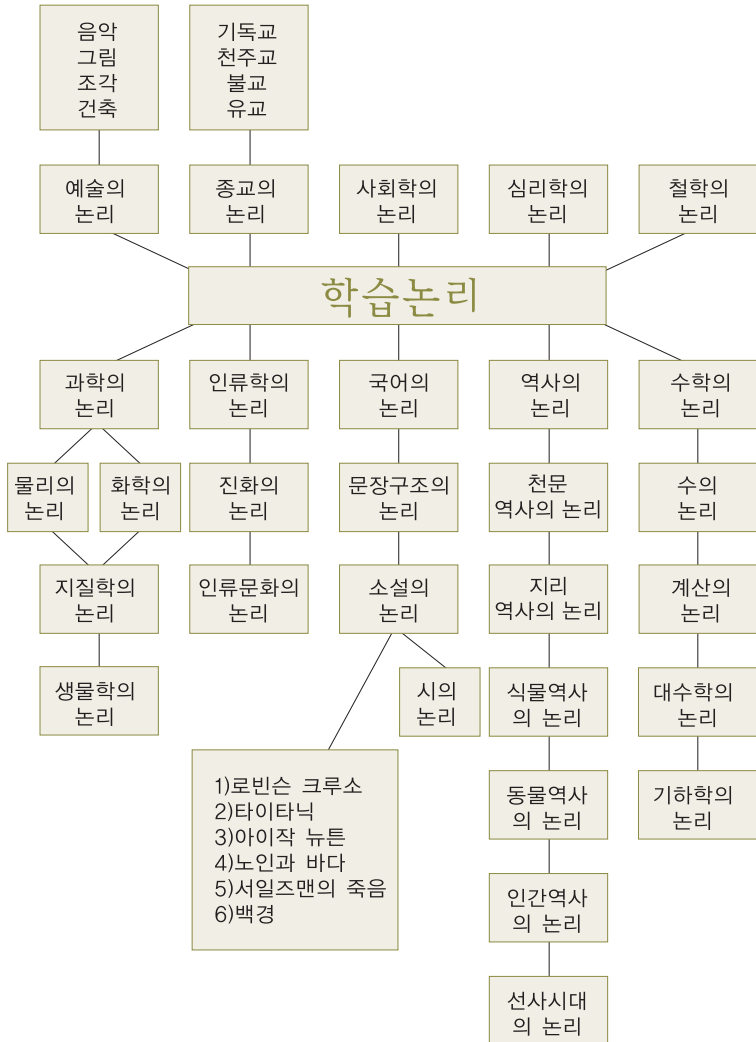 음악
그림
조각
건축
기독교
천주교
불교
유교
예술의
논리
종교의
논리
사회학의
논리
심리학의
논리
철학의
논리
학습논리
과학의
논리
인류학의
논리
국어의
논리
역사의
논리
수학의
논리
물리의
논리
화학의
논리
진화의
논리
문장구조의
논리
천문
역사의 논리
수의
논리
지질학의
논리
인류문화의
논리
소설의
논리
지리
역사의 논리
계산의
논리
생물학의
논리
시의
논리
식물역사
의 논리
대수학의
논리
1)로빈슨 크루소
2)타이타닉
3)아이작 뉴튼
4)노인과 바다
5)서일즈맨의 죽음
6)백경
동물역사
의 논리
기하학의
논리
인간역사
의 논리
선사시대
의 논리